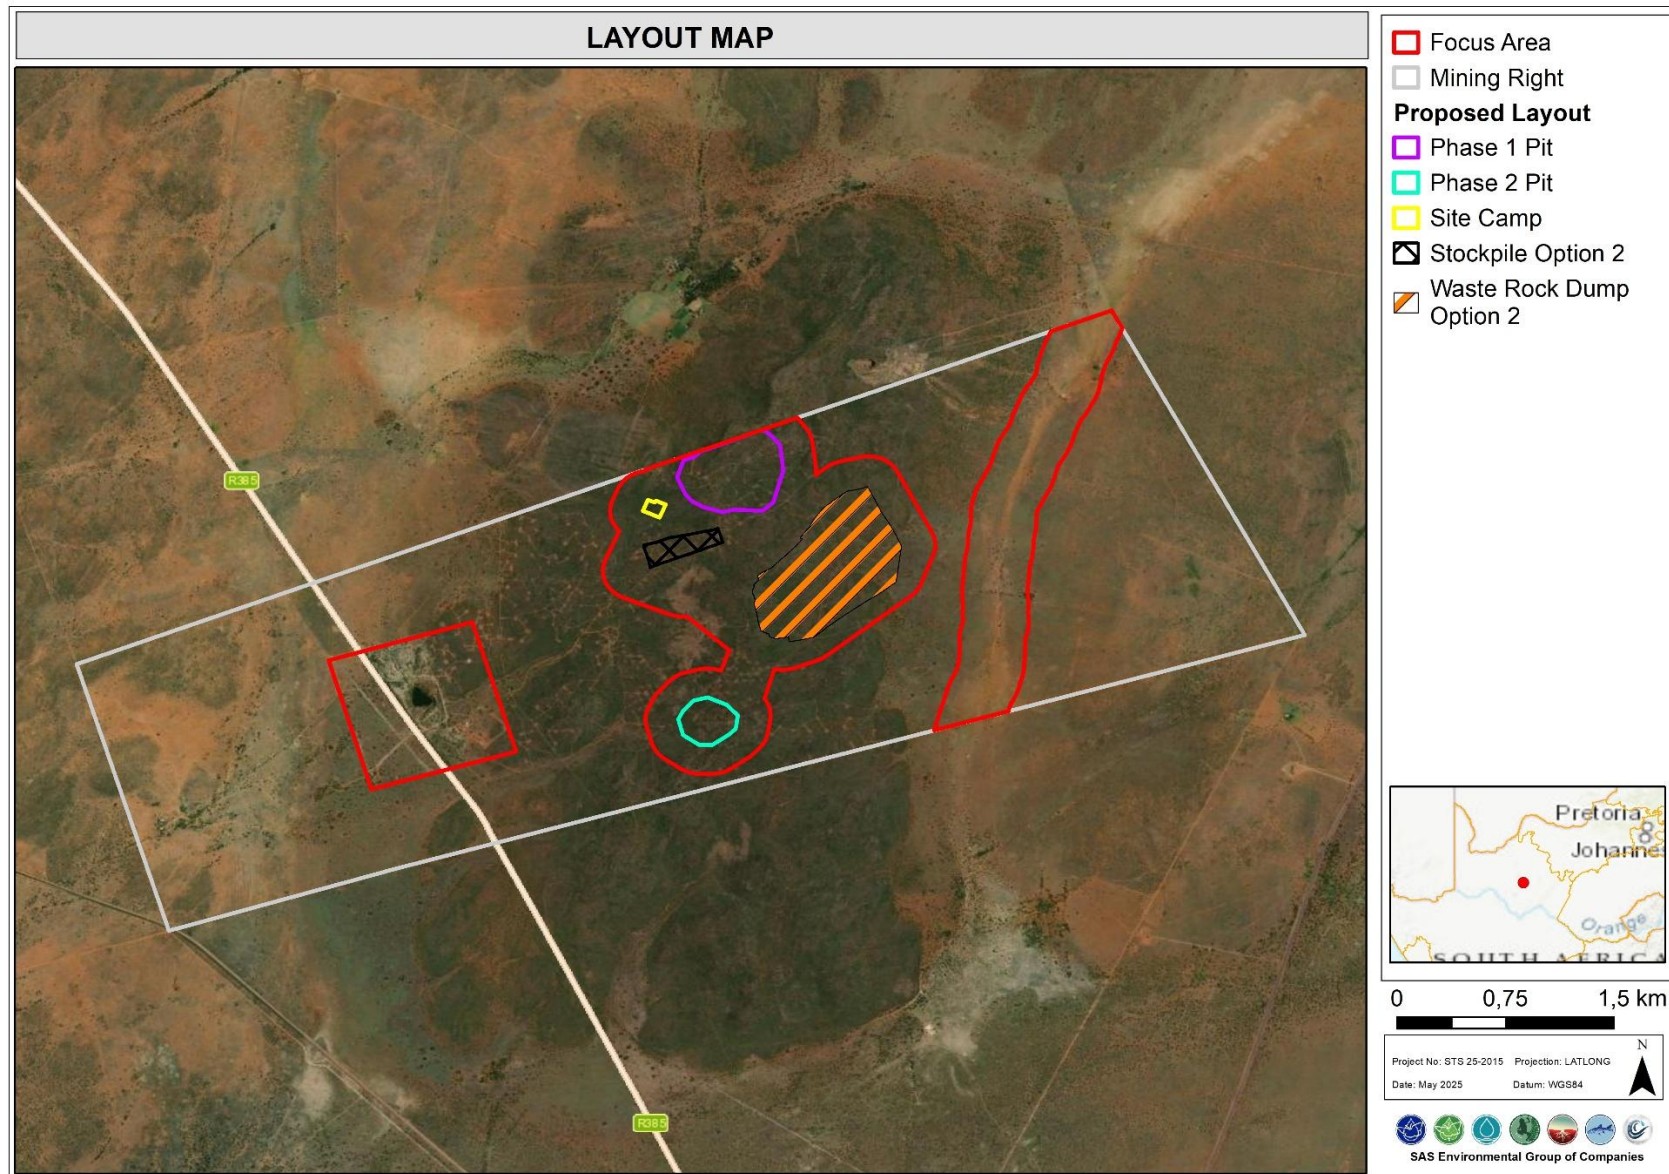 LAYOUT MAP
R385
R385
Focus Area
Mining Right
Proposed Layout
Phase 1 Pit
Phase 2 Pit
Site Camp
Stockpile Option 2
Waste Rock Dump
Option 2
Pretoria
Johannes
Orange
SOUTH AFRICA
0 0,75 1,5 km
Project No: STS 25-2015 Projection: LATLONG
N
Date: May 2025 Datum: WGS84
SAS Environmental Group of Companies